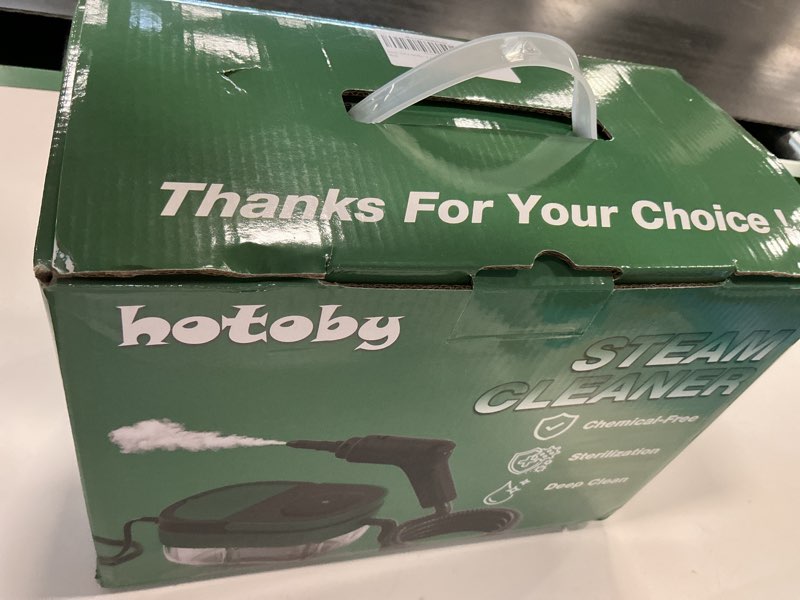 Thanks For Your Choice !
hotoby
STEAM
CLEANER
Chemical-Free
Sterilization
Deep Clean